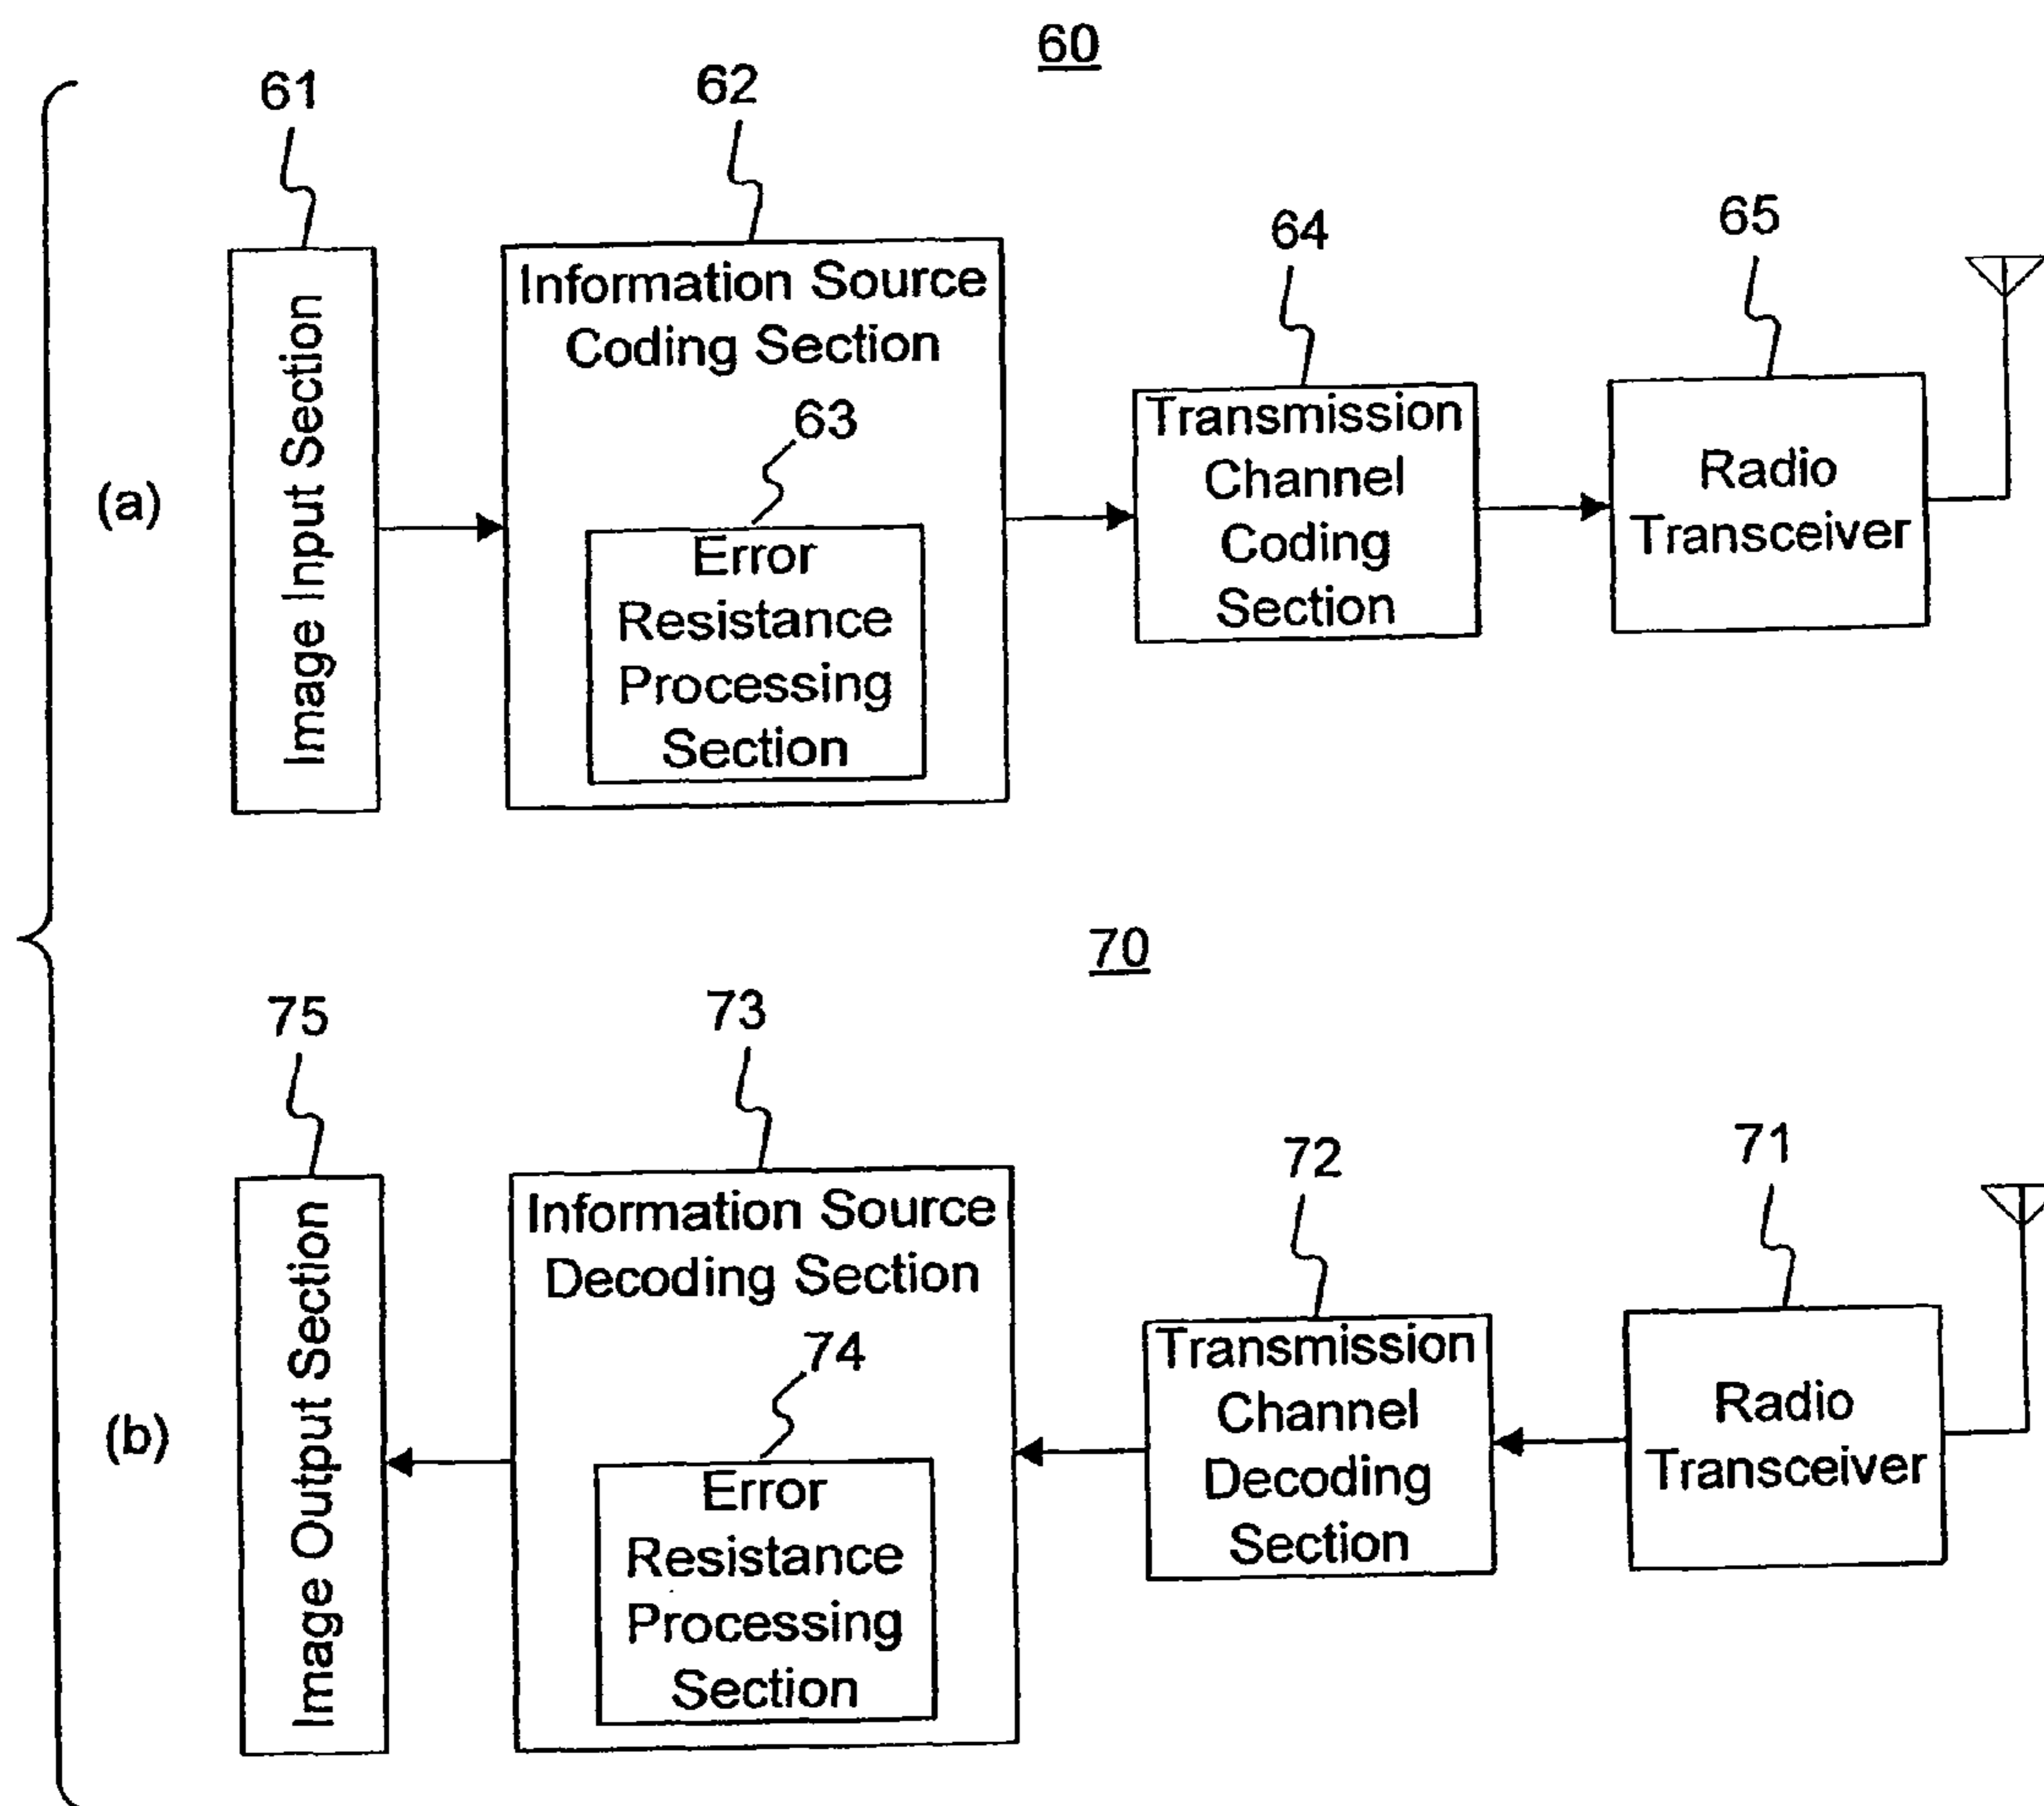 60
61
62
64
65
Information Source
Coding Section
63
Error
Resistance
Processing
Section
Image Input Section
Transmission
Channel
Coding
Section
Radio
Transceiver
(a)
70
75
73
72
71
Information Source
Decoding Section
74
Error
Resistance
Processing
Section
Image Output Section
Transmission
Channel
Decoding
Section
Radio
Transceiver
(b)